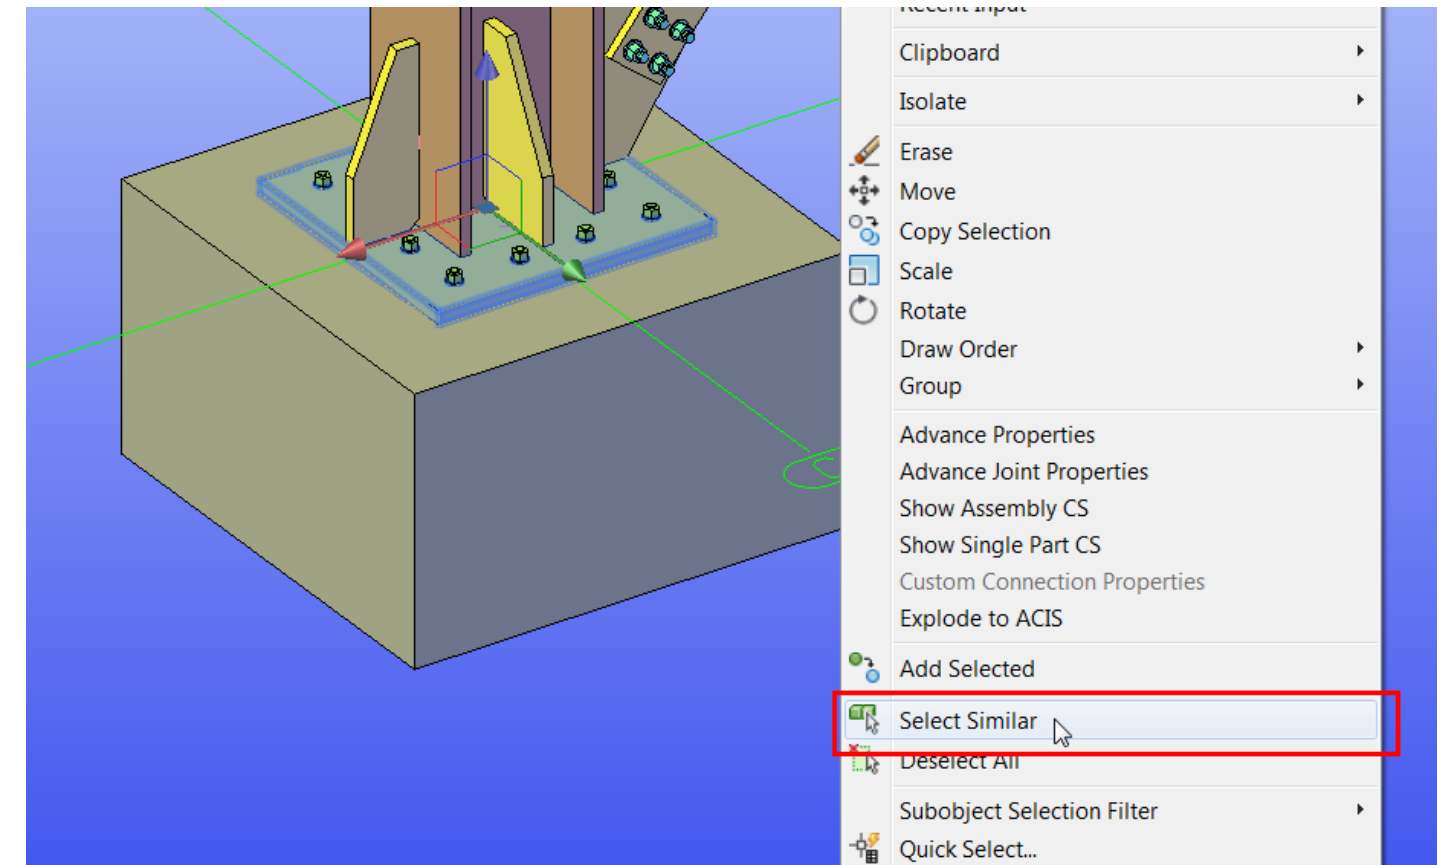 Recent Input
Clipboard
Isolate
Erase
Move
Copy Selection
Scale
Rotate
Draw Order
Group
Advance Properties
Advance Joint Properties
Show Assembly CS
Show Single Part CS
Custom Connection Properties
Explode to ACIS
Add Selected
Select Similar
Deselect All
Subobject Selection Filter
Quick Select...